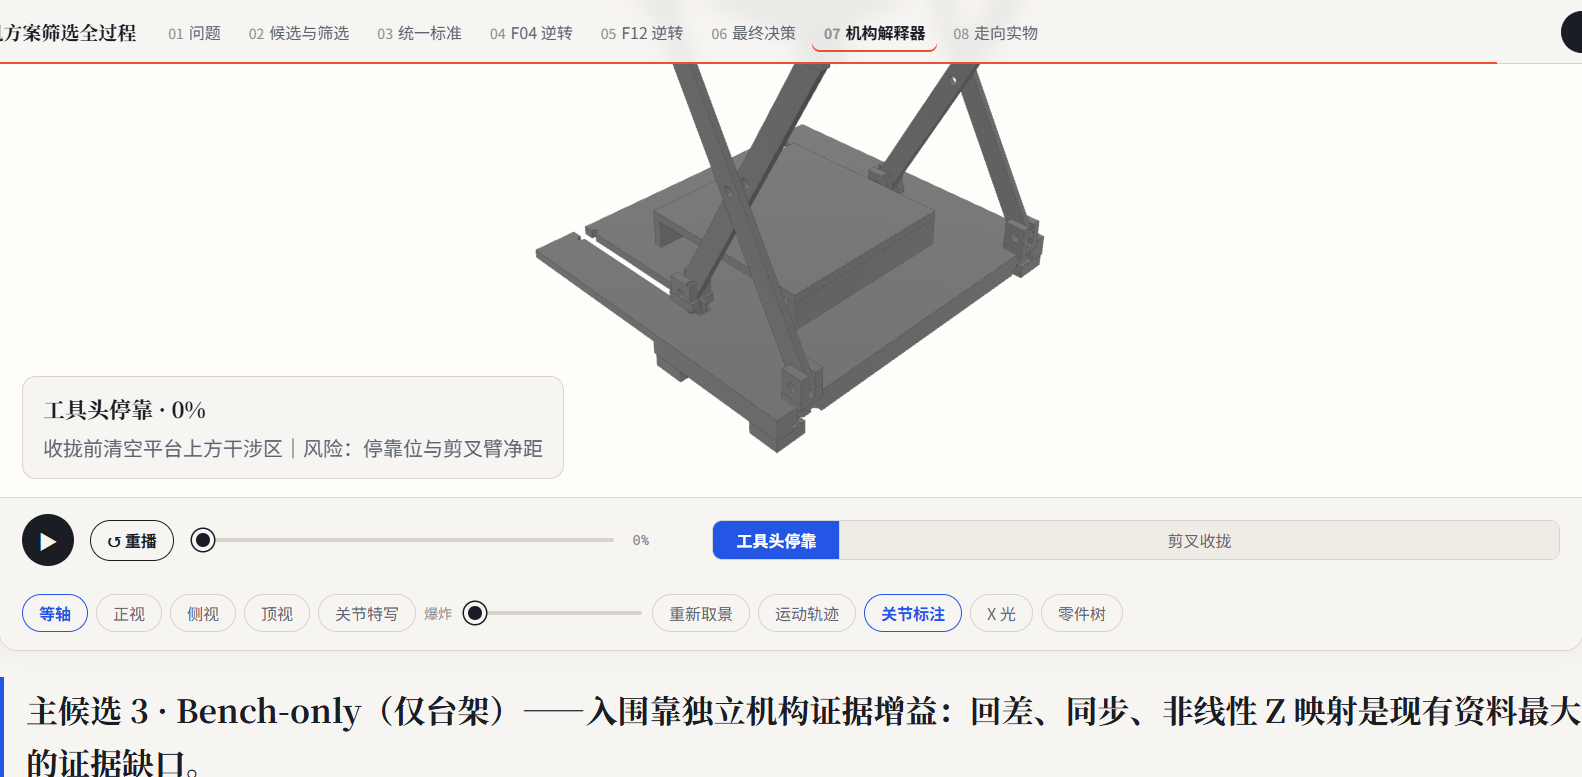 方案筛选全过程
01 问题
02 候选与筛选
03 统一标准
04 F04 逆转
05 F12 逆转
06 最终决策
07 机构解释器
08 走向实物
工具头停靠 · 0%
收拢前清空平台上方干涉区｜风险：停靠位与剪叉臂净距
↺ 重播
0%
工具头停靠
剪叉收拢
等轴
正视
侧视
顶视
关节特写
爆炸
重新取景
运动轨迹
关节标注
X 光
零件树
主候选 3 · Bench-only（仅台架）——入围靠独立机构证据增益：回差、同步、非线性 Z 映射是现有资料最大
的证据缺口。